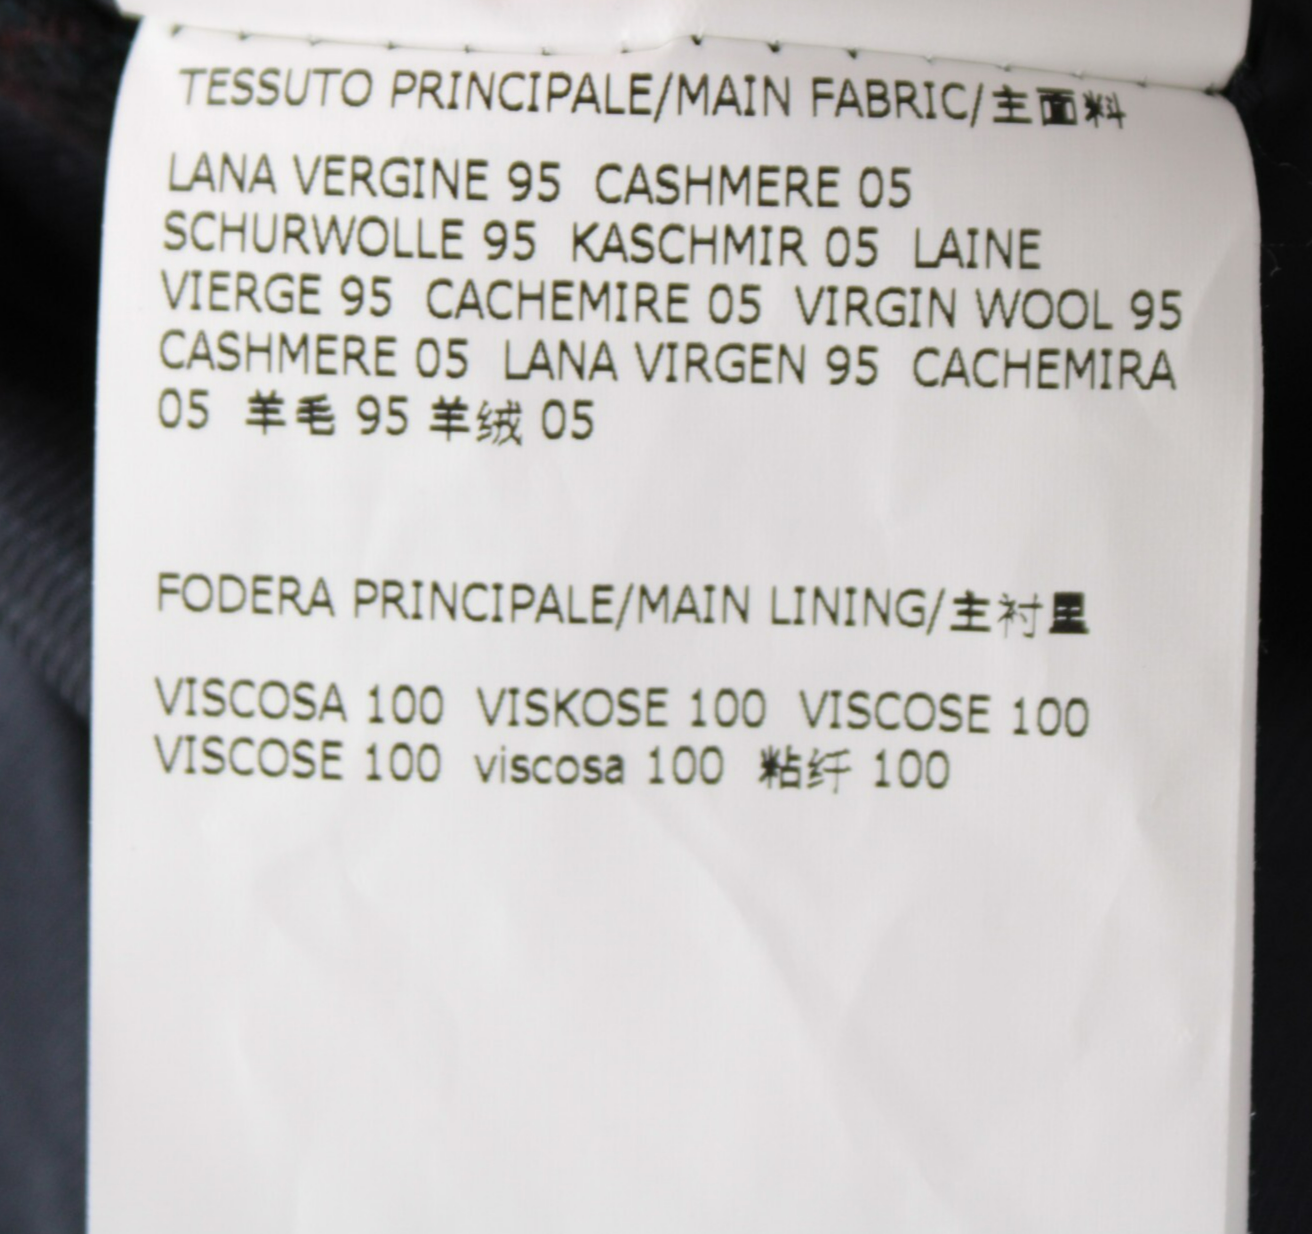 TESSUTO PRINCIPALE/MAIN FABRIC/主面料
LANA VERGINE 95 CASHMERE 05
SCHURWOLLE 95 KASCHMIR 05 LAINE
VIERGE 95 CACHEMIRE 05 VIRGIN WOOL 95
CASHMERE 05 LANA VIRGEN 95 CACHEMIRA
05 羊毛 95 羊绒 05
FODERA PRINCIPALE/MAIN LINING/主衬里
VISCOSA 100 VISKOSE 100 VISCOSE 100
VISCOSE 100 viscosa 100 粘纤 100